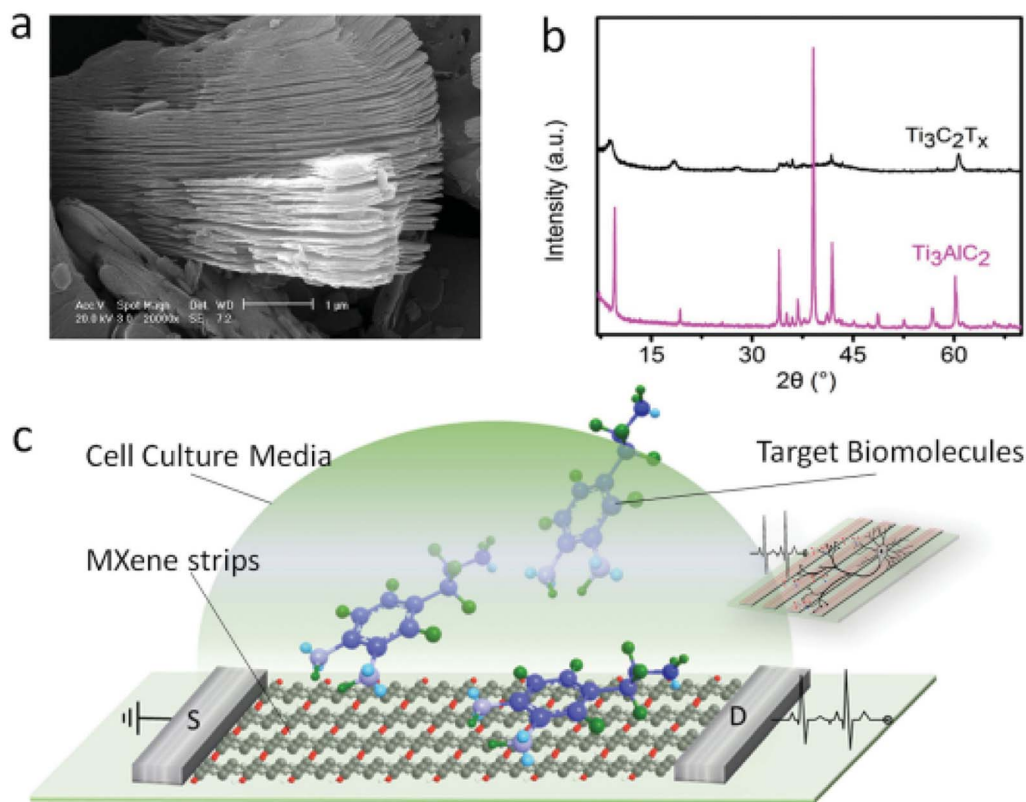 a
Acc.V Spot Magn Det WD 1 µm
20.0 kV 3.0 20000x SE 7.2
b
Intensity (a.u.)
Ti₃C₂Tₓ
Ti₃AlC₂
15 30 45 60
2θ (°)
c
Cell Culture Media
Target Biomolecules
MXene strips
S
D